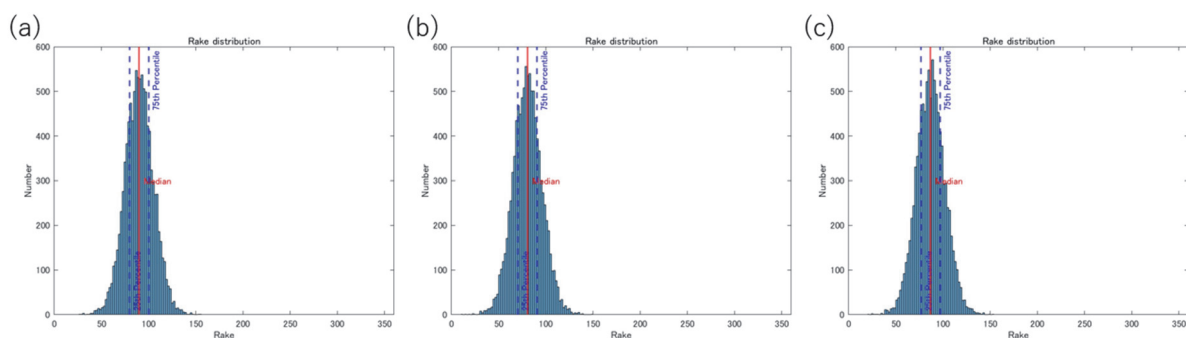 (a)
Rake distribution
600
500
400
300
200
100
0
Number
75th Percentile
Median
25th Percentile
0 50 100 150 200 250 300 350
Rake
(b)
Rake distribution
600
500
400
300
200
100
0
Number
75th Percentile
Median
25th Percentile
0 50 100 150 200 250 300 350
Rake
(c)
Rake distribution
600
500
400
300
200
100
0
Number
75th Percentile
Median
25th Percentile
0 50 100 150 200 250 300 350
Rake